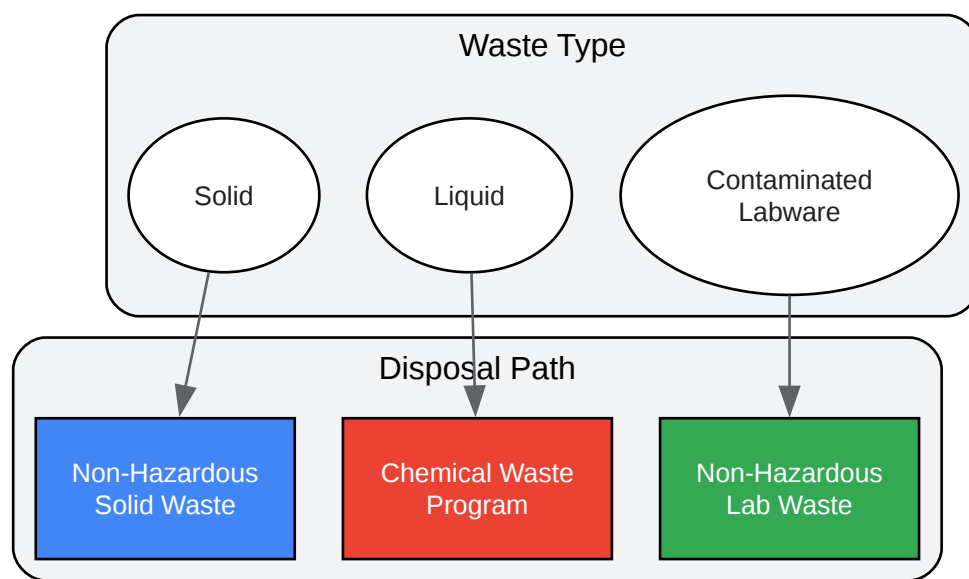 Waste Type
Solid
Liquid
Contaminated
Labware
Disposal Path
Non-Hazardous
Solid Waste
Chemical Waste
Program
Non-Hazardous
Lab Waste